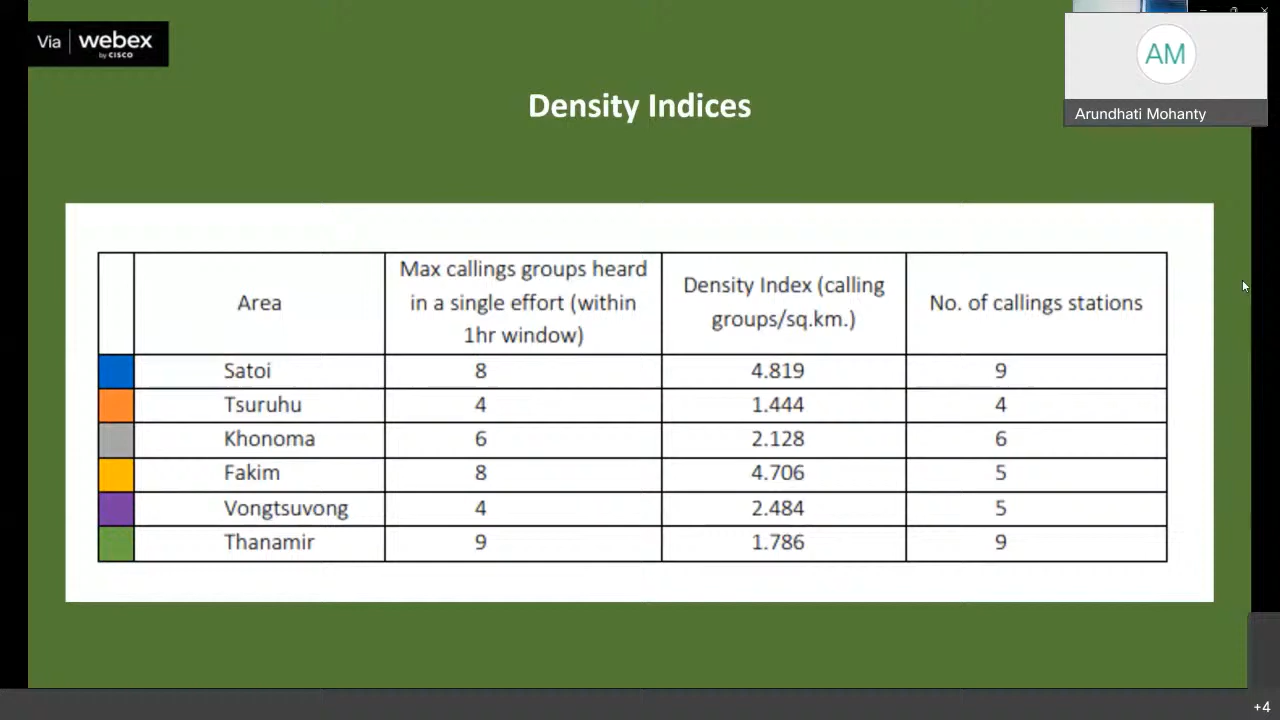 Via webex
by CISCO
AM
Arundhati Mohanty
Density Indices
Area
Max callings groups heard
in a single effort (within
1hr window)
Density Index (calling
groups/sq.km.)
No. of callings stations
Satoi 8 4.819 9
Tsuruhu 4 1.444 4
Khonoma 6 2.128 6
Fakim 8 4.706 5
Vongtsuvong 4 2.484 5
Thanamir 9 1.786 9
+4